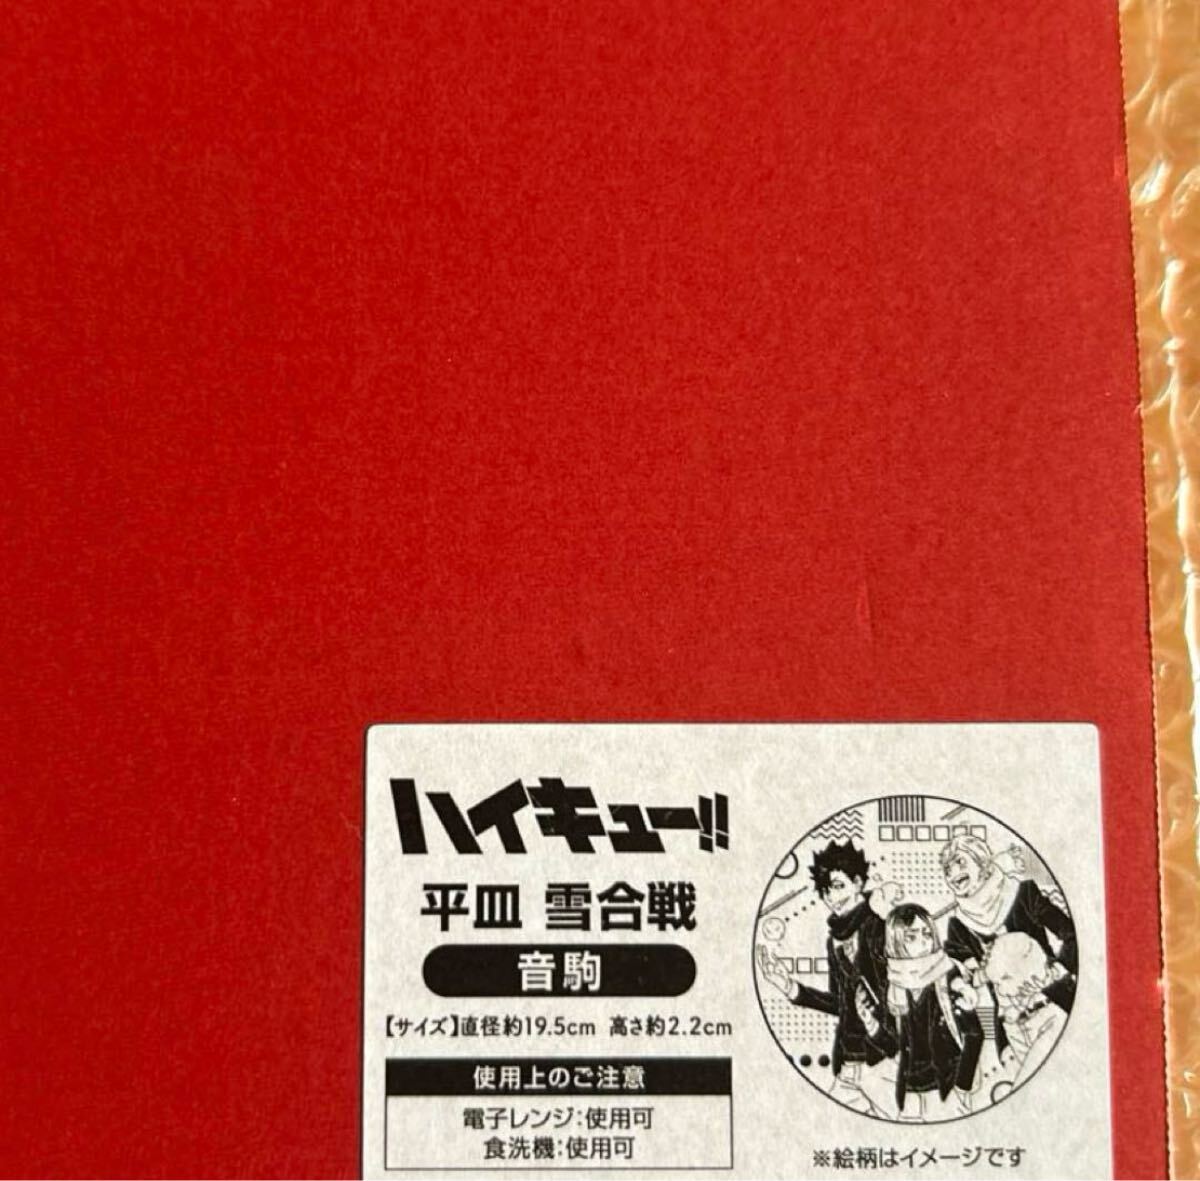 ハイキュー!!
平皿 雪合戦
音駒
【サイズ】直径約19.5cm 高さ約2.2cm
使用上のご注意
電子レンジ:使用可
食洗機:使用可
※絵柄はイメージです